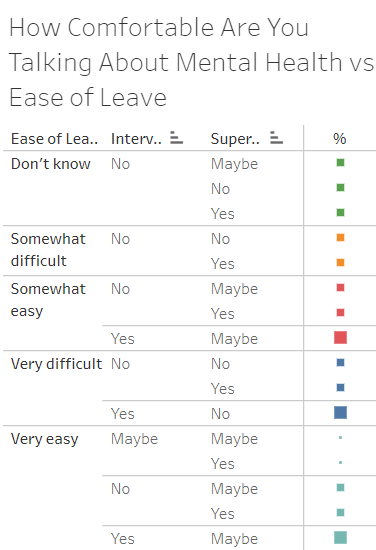 How Comfortable Are You
Talking About Mental Health vs
Ease of Leave
Ease of Lea.. Interv.. Super.. %
Don't know No Maybe
No
Yes
Somewhat difficult No No
Yes
Somewhat easy No Maybe
Yes
Yes Maybe
Very difficult No No
Yes
Yes No
Very easy Maybe Maybe
Yes
No Maybe
Yes
Yes Maybe